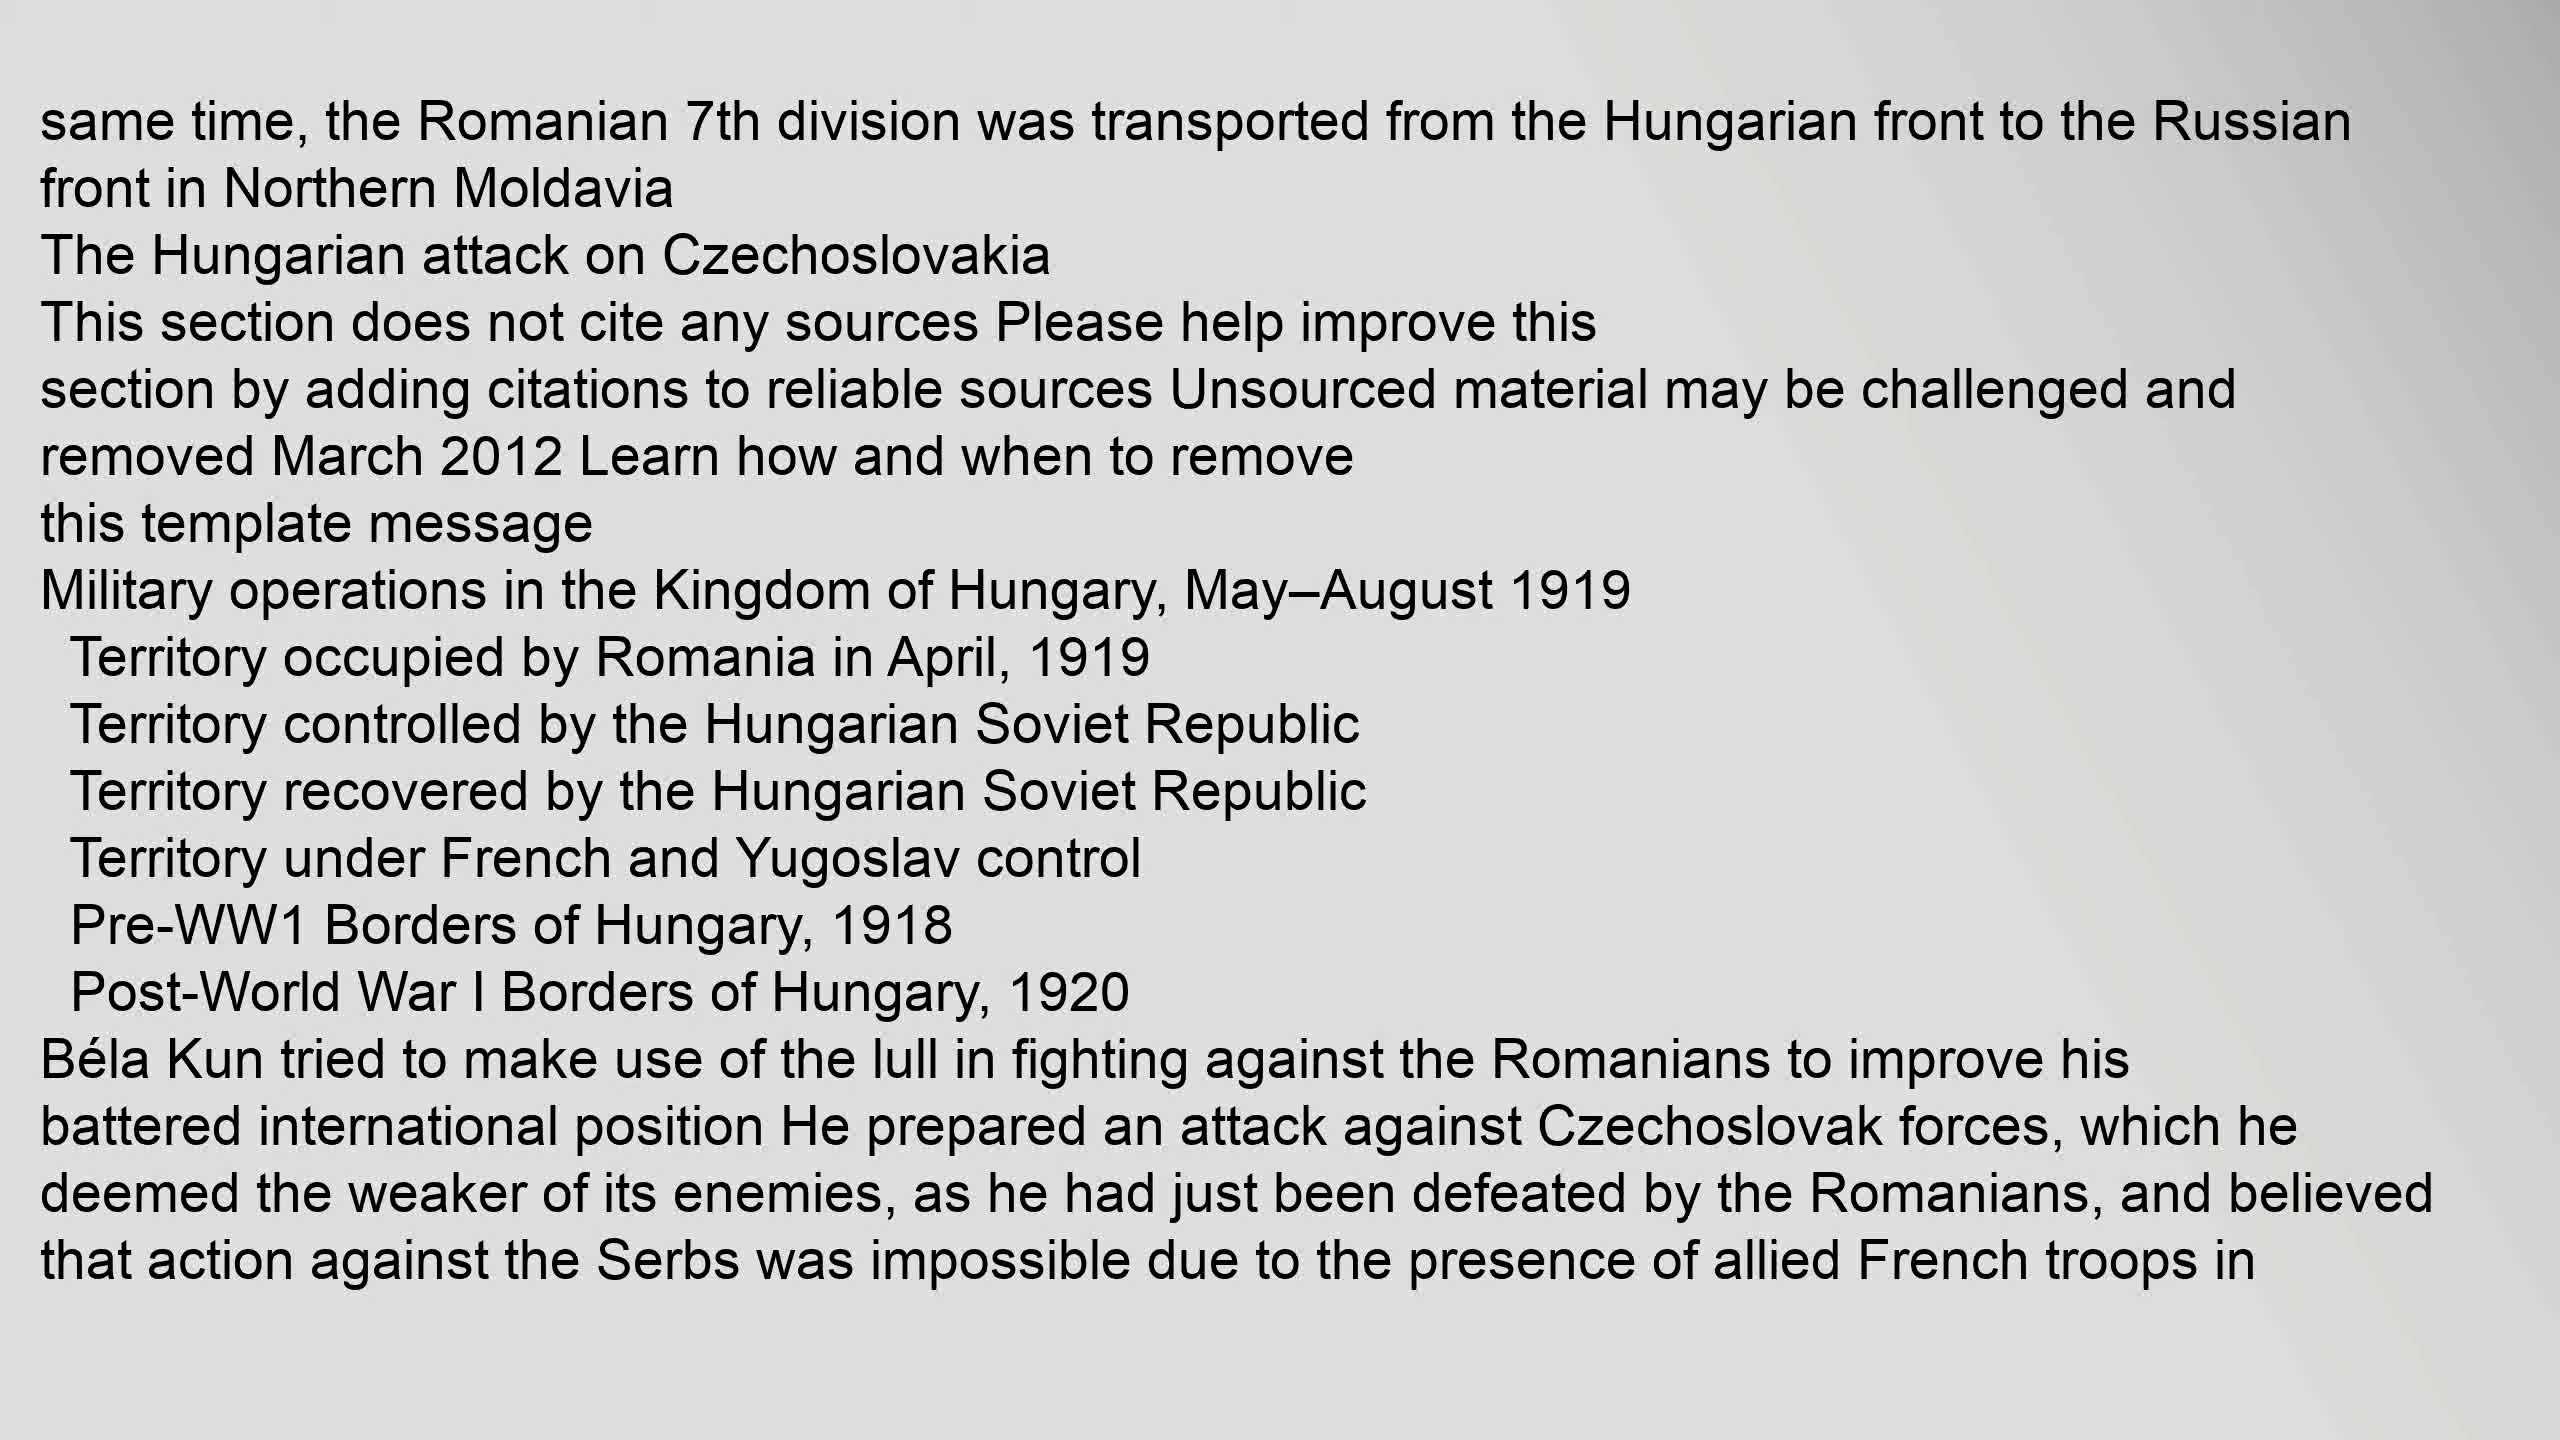 same time, the Romanian 7th division was transported from the Hungarian front to the Russian
front in Northern Moldavia
The Hungarian attack on Czechoslovakia
This section does not cite any sources Please help improve this
section by adding citations to reliable sources Unsourced material may be challenged and
removed March 2012 Learn how and when to remove
this template message
Military operations in the Kingdom of Hungary, May–August 1919
Territory occupied by Romania in April, 1919
Territory controlled by the Hungarian Soviet Republic
Territory recovered by the Hungarian Soviet Republic
Territory under French and Yugoslav control
Pre-WW1 Borders of Hungary, 1918
Post-World War I Borders of Hungary, 1920
Béla Kun tried to make use of the lull in fighting against the Romanians to improve his
battered international position He prepared an attack against Czechoslovak forces, which he
deemed the weaker of its enemies, as he had just been defeated by the Romanians, and believed
that action against the Serbs was impossible due to the presence of allied French troops in